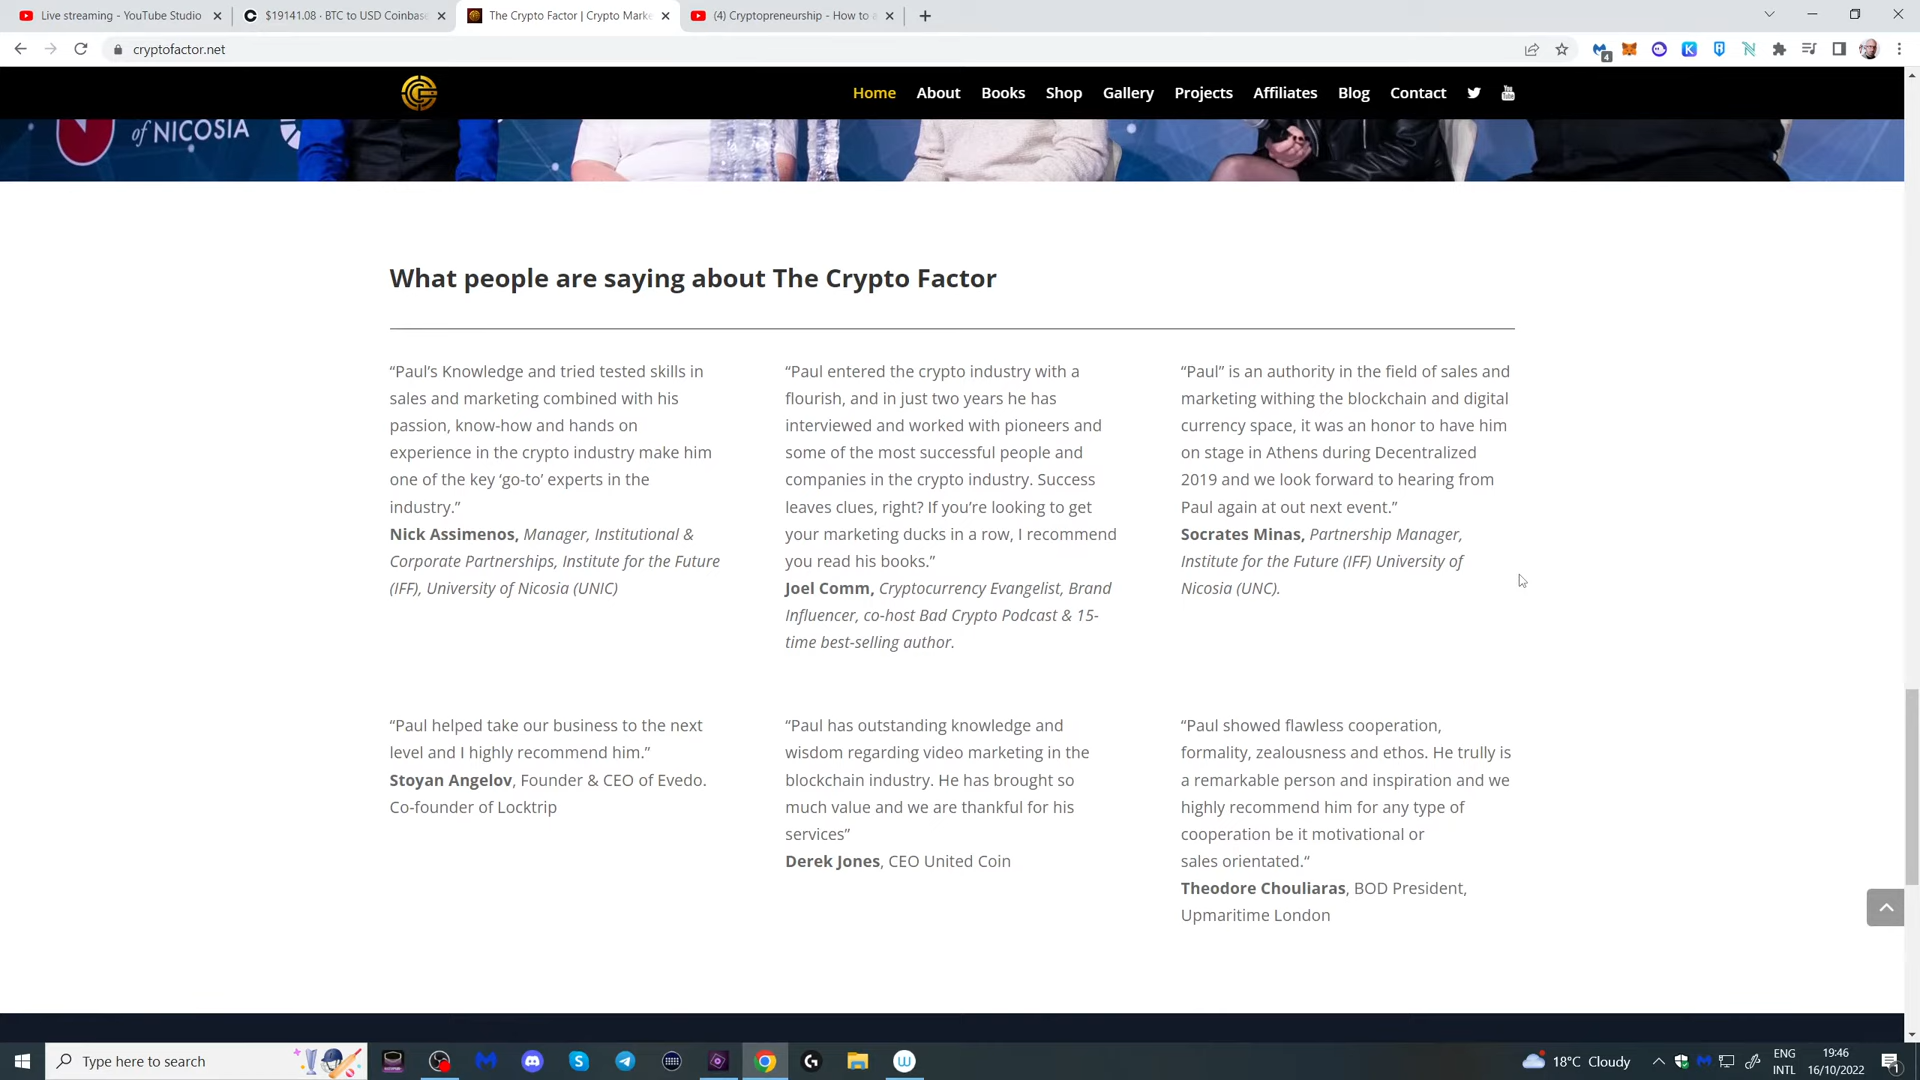 Live streaming - YouTube Studio
$19141.08 · BTC to USD Coinbase
The Crypto Factor | Crypto Marke
(4) Cryptopreneurship - How to a
cryptofactor.net
4
Home
About
Books
Shop
Gallery
Projects
Affiliates
Blog
Contact
You
Tube
of NICOSIA
What people are saying about The Crypto Factor
“Paul’s Knowledge and tried tested skills in
sales and marketing combined with his
passion, know-how and hands on
experience in the crypto industry make him
one of the key ‘go-to’ experts in the
industry.”
Nick Assimenos, Manager, Institutional &
Corporate Partnerships, Institute for the Future
(IFF), University of Nicosia (UNIC)
“Paul entered the crypto industry with a
flourish, and in just two years he has
interviewed and worked with pioneers and
some of the most successful people and
companies in the crypto industry. Success
leaves clues, right? If you’re looking to get
your marketing ducks in a row, I recommend
you read his books.”
Joel Comm, Cryptocurrency Evangelist, Brand
Influencer, co-host Bad Crypto Podcast & 15-
time best-selling author.
“Paul” is an authority in the field of sales and
marketing withing the blockchain and digital
currency space, it was an honor to have him
on stage in Athens during Decentralized
2019 and we look forward to hearing from
Paul again at out next event.”
Socrates Minas, Partnership Manager,
Institute for the Future (IFF) University of
Nicosia (UNC).
“Paul helped take our business to the next
level and I highly recommend him.”
Stoyan Angelov, Founder & CEO of Evedo.
Co-founder of Locktrip
“Paul has outstanding knowledge and
wisdom regarding video marketing in the
blockchain industry. He has brought so
much value and we are thankful for his
services”
Derek Jones, CEO United Coin
“Paul showed flawless cooperation,
formality, zealousness and ethos. He trully is
a remarkable person and inspiration and we
highly recommend him for any type of
cooperation be it motivational or
sales orientated.“
Theodore Chouliaras, BOD President,
Upmaritime London
Type here to search
18°C Cloudy
ENG
INTL
19:46
16/10/2022
1